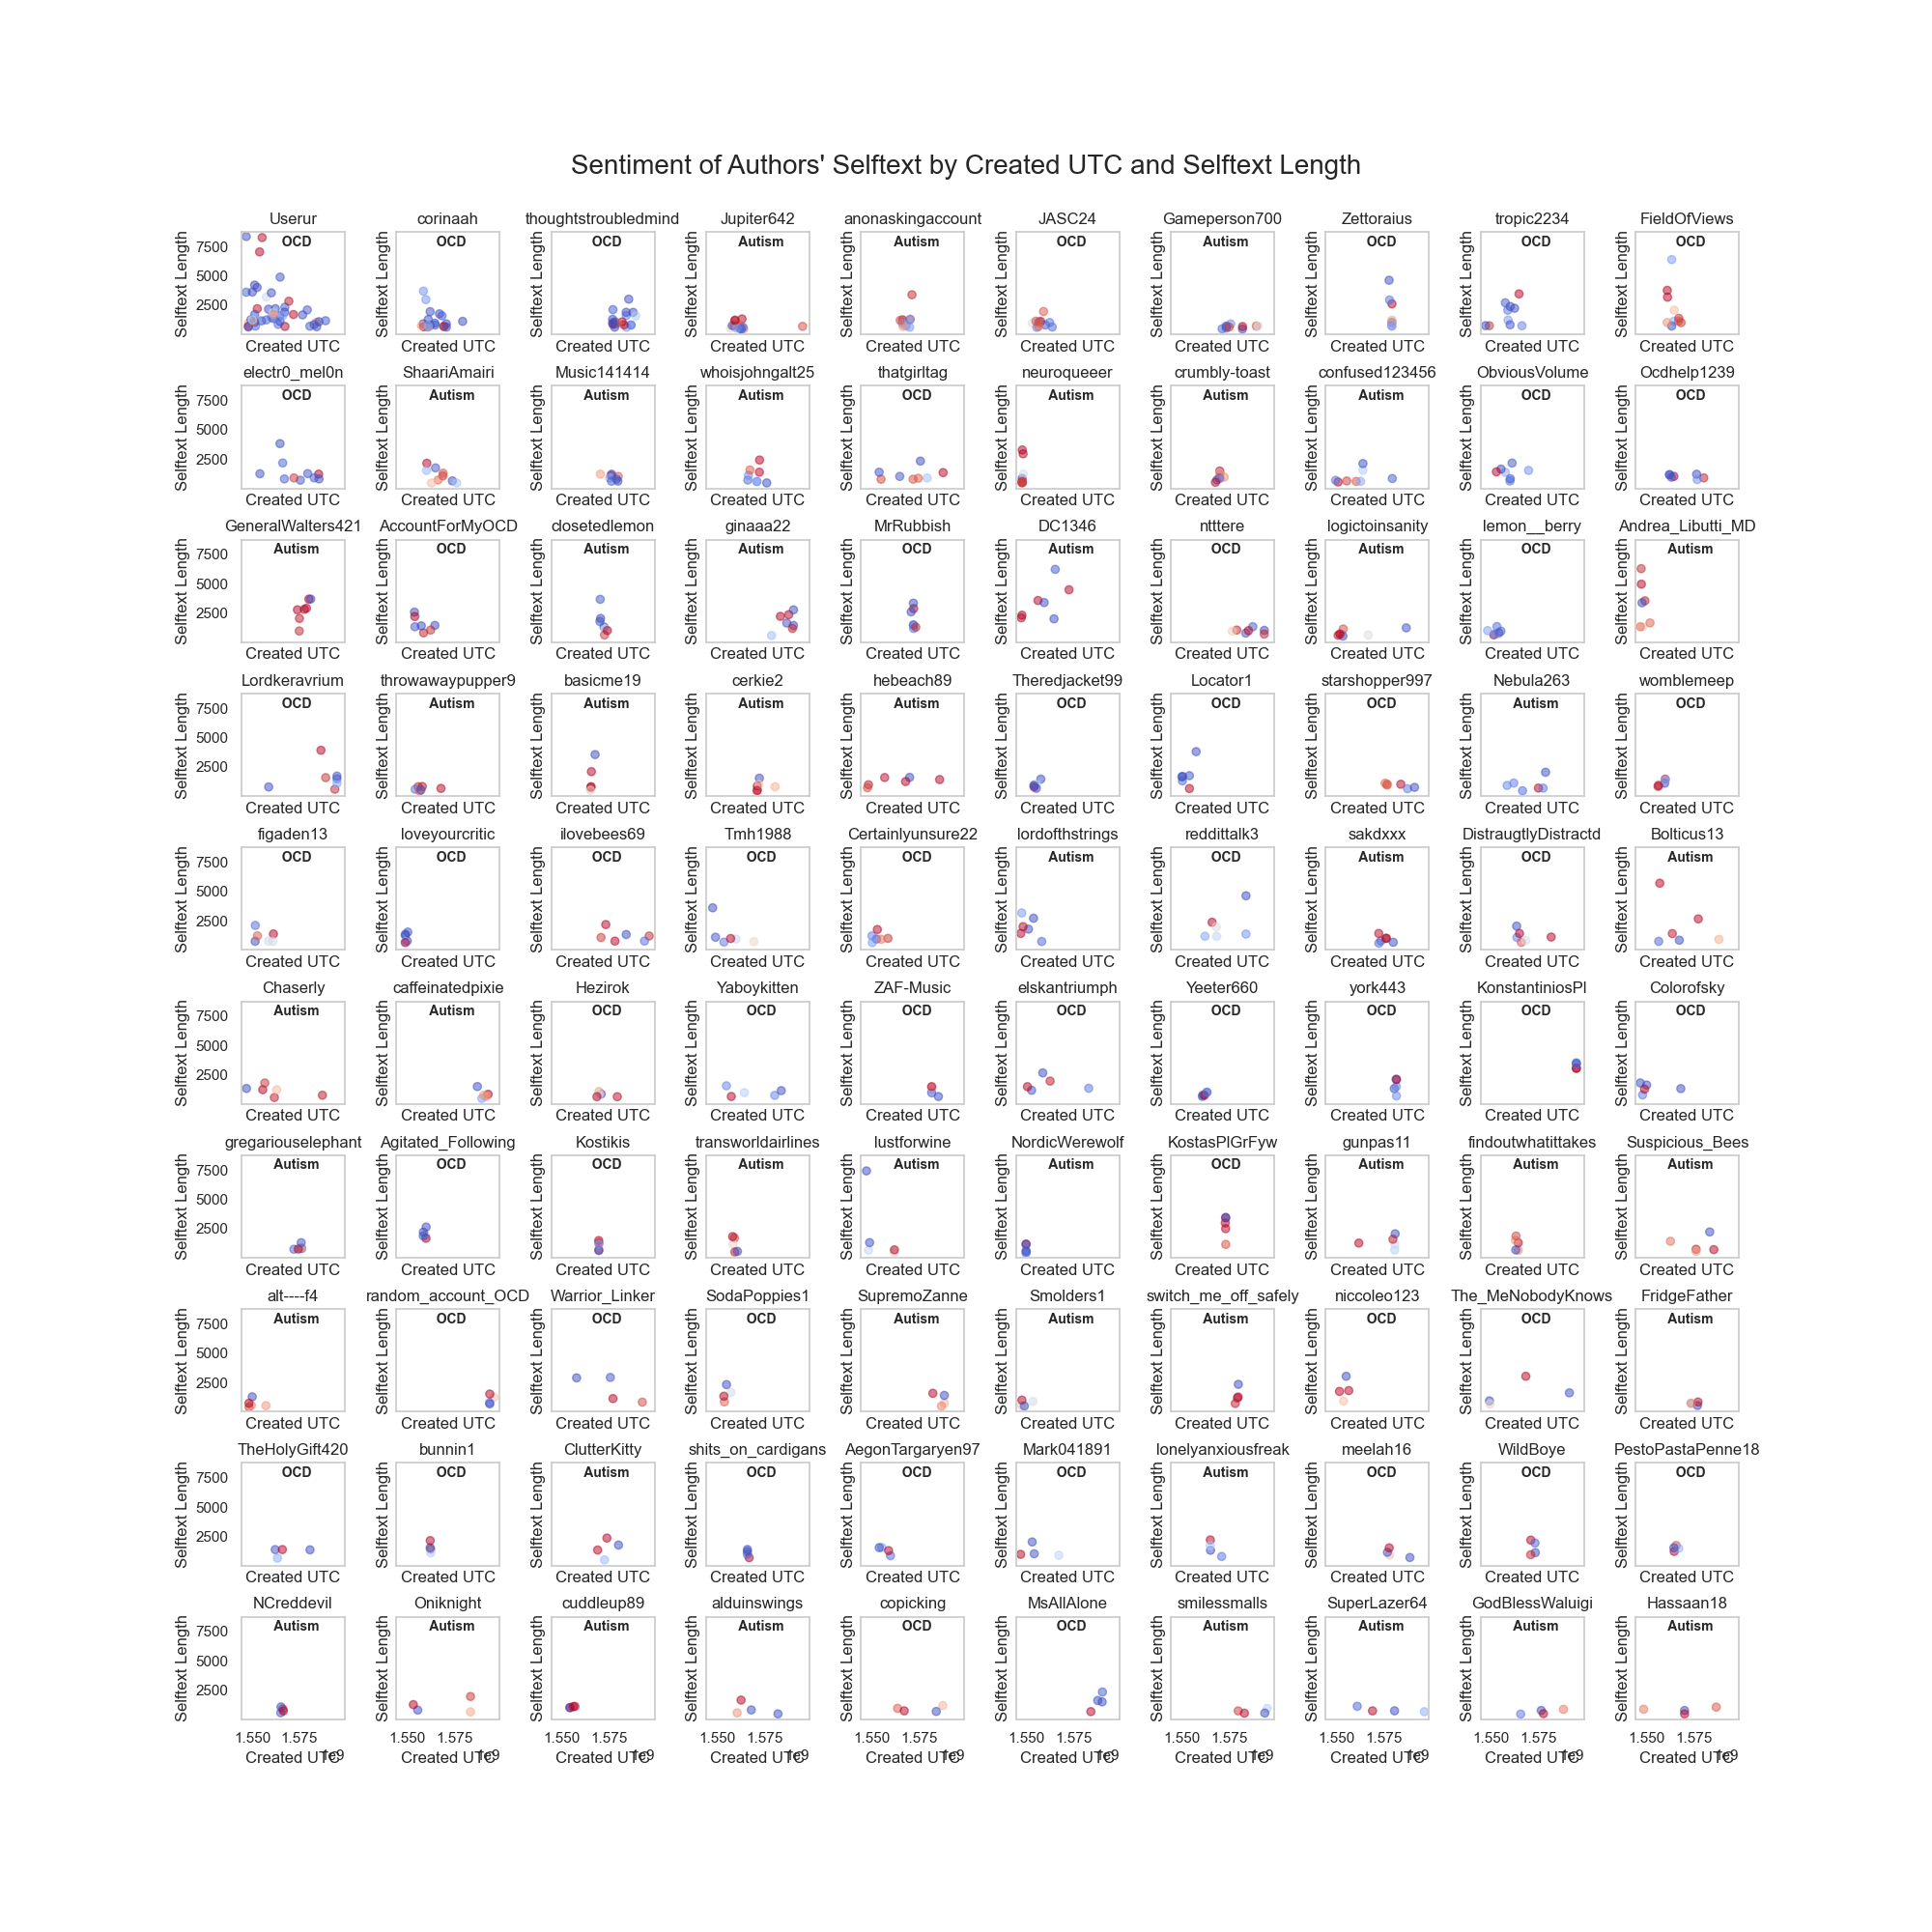 Sentiment of Authors' Selftext by Created UTC and Selftext Length
Userur corinaah thoughtstroubledmind Jupiter642 anonaskingaccount JASC24 Gameperson700 Zettoraius tropic2234 FieldOfViews
OCD OCD OCD Autism Autism OCD Autism OCD OCD OCD
7500
5000
2500
Selftext Length Selftext Length Selftext Length Selftext Length Selftext Length Selftext Length Selftext Length Selftext Length Selftext Length Selftext Length
Created UTC Created UTC Created UTC Created UTC Created UTC Created UTC Created UTC Created UTC Created UTC Created UTC
electr0_mel0n ShaariAmairi Music141414 whoisjohngalt25 thatgirltag neuroqueeer crumbly-toast confused123456 ObviousVolume Ocdhelp1239
OCD Autism Autism Autism OCD Autism Autism OCD OCD OCD
7500
5000
2500
Selftext Length Selftext Length Selftext Length Selftext Length Selftext Length Selftext Length Selftext Length Selftext Length Selftext Length Selftext Length
Created UTC Created UTC Created UTC Created UTC Created UTC Created UTC Created UTC Created UTC Created UTC Created UTC
GeneralWalters421 AccountForMyOCD closetedlemon ginaaa22 MrRubbish DC1346 ntttere logictoinsanity lemon__berry Andrea_Libutti_MD
Autism OCD OCD Autism OCD Autism OCD Autism OCD Autism
7500
5000
2500
Selftext Length Selftext Length Selftext Length Selftext Length Selftext Length Selftext Length Selftext Length Selftext Length Selftext Length Selftext Length
Created UTC Created UTC Created UTC Created UTC Created UTC Created UTC Created UTC Created UTC Created UTC Created UTC
Lordkeravrium throwawaypupper9 basicme19 cerkie2 hebeach89 Theredjacket99 Locator1 starshopper997 Nebula263 womblemeep
OCD Autism Autism Autism Autism OCD OCD OCD Autism OCD
7500
5000
2500
Selftext Length Selftext Length Selftext Length Selftext Length Selftext Length Selftext Length Selftext Length Selftext Length Selftext Length Selftext Length
Created UTC Created UTC Created UTC Created UTC Created UTC Created UTC Created UTC Created UTC Created UTC Created UTC
figaden13 loveyourcritic ilovebees69 Tmh1988 Certainlyunsure22 lordofthstrings reddittalk3 sakdxxx DistraugtlyDistractd Bolticus13
OCD OCD OCD OCD OCD Autism OCD Autism OCD Autism
7500
5000
2500
Selftext Length Selftext Length Selftext Length Selftext Length Selftext Length Selftext Length Selftext Length Selftext Length Selftext Length Selftext Length
Created UTC Created UTC Created UTC Created UTC Created UTC Created UTC Created UTC Created UTC Created UTC Created UTC
Chaserly caffeinatedpixie Hezirok Yaboykitten ZAF-Music elskantriumph Yeeter660 york443 KonstantiniosPl Colorofsky
Autism Autism OCD OCD OCD OCD OCD OCD OCD OCD
7500
5000
2500
Selftext Length Selftext Length Selftext Length Selftext Length Selftext Length Selftext Length Selftext Length Selftext Length Selftext Length Selftext Length
Created UTC Created UTC Created UTC Created UTC Created UTC Created UTC Created UTC Created UTC Created UTC Created UTC
gregariouselephant Agitated_Following Kostikis transworldairlines lustforwine NordicWerewolf KostasPlGrFyw gunpas11 findoutwhatittakes Suspicious_Bees
Autism OCD OCD Autism OCD OCD OCD Autism Autism Autism
7500
5000
2500
Selftext Length Selftext Length Selftext Length Selftext Length Selftext Length Selftext Length Selftext Length Selftext Length Selftext Length Selftext Length
Created UTC Created UTC Created UTC Created UTC Created UTC Created UTC Created UTC Created UTC Created UTC Created UTC
alt----f4 random_account_OCD Warrior_Linker SodaPoppies1 SupremoZanne Smolders1 switch_me_off_safely niccoleo123 The_MeNobodyKnows FridgeFather
Autism OCD OCD OCD Autism Autism Autism OCD OCD Autism
7500
5000
2500
Selftext Length Selftext Length Selftext Length Selftext Length Selftext Length Selftext Length Selftext Length Selftext Length Selftext Length Selftext Length
Created UTC Created UTC Created UTC Created UTC Created UTC Created UTC Created UTC Created UTC Created UTC Created UTC
TheHolyGift420 bunnin1 ClutterKitty shits_on_cardigans AegonTargaryen97 Mark041891 lonelyanxiousfreak meelah16 WildBoye PestoPastaPenne18
OCD OCD Autism OCD OCD OCD Autism OCD OCD OCD
7500
5000
2500
Selftext Length Selftext Length Selftext Length Selftext Length Selftext Length Selftext Length Selftext Length Selftext Length Selftext Length Selftext Length
Created UTC Created UTC Created UTC Created UTC Created UTC Created UTC Created UTC Created UTC Created UTC Created UTC
NCreddevil Oniknight cuddleup89 alduinswings copicking MsAllAlone smilessmalls SuperLazer64 GodBlessWaluigi Hassaan18
Autism Autism Autism Autism OCD OCD Autism Autism Autism Autism
7500
5000
2500
Selftext Length Selftext Length Selftext Length Selftext Length Selftext Length Selftext Length Selftext Length Selftext Length Selftext Length Selftext Length
1.550 1.575 1.550 1.575 1.550 1.575 1.550 1.575 1.550 1.575 1.550 1.575 1.550 1.575 1.550 1.575 1.550 1.575 1.550 1.575
Created UTC 1e9 Created UTC 1e9 Created UTC 1e9 Created UTC 1e9 Created UTC 1e9 Created UTC 1e9 Created UTC 1e9 Created UTC 1e9 Created UTC 1e9 Created UTC 1e9